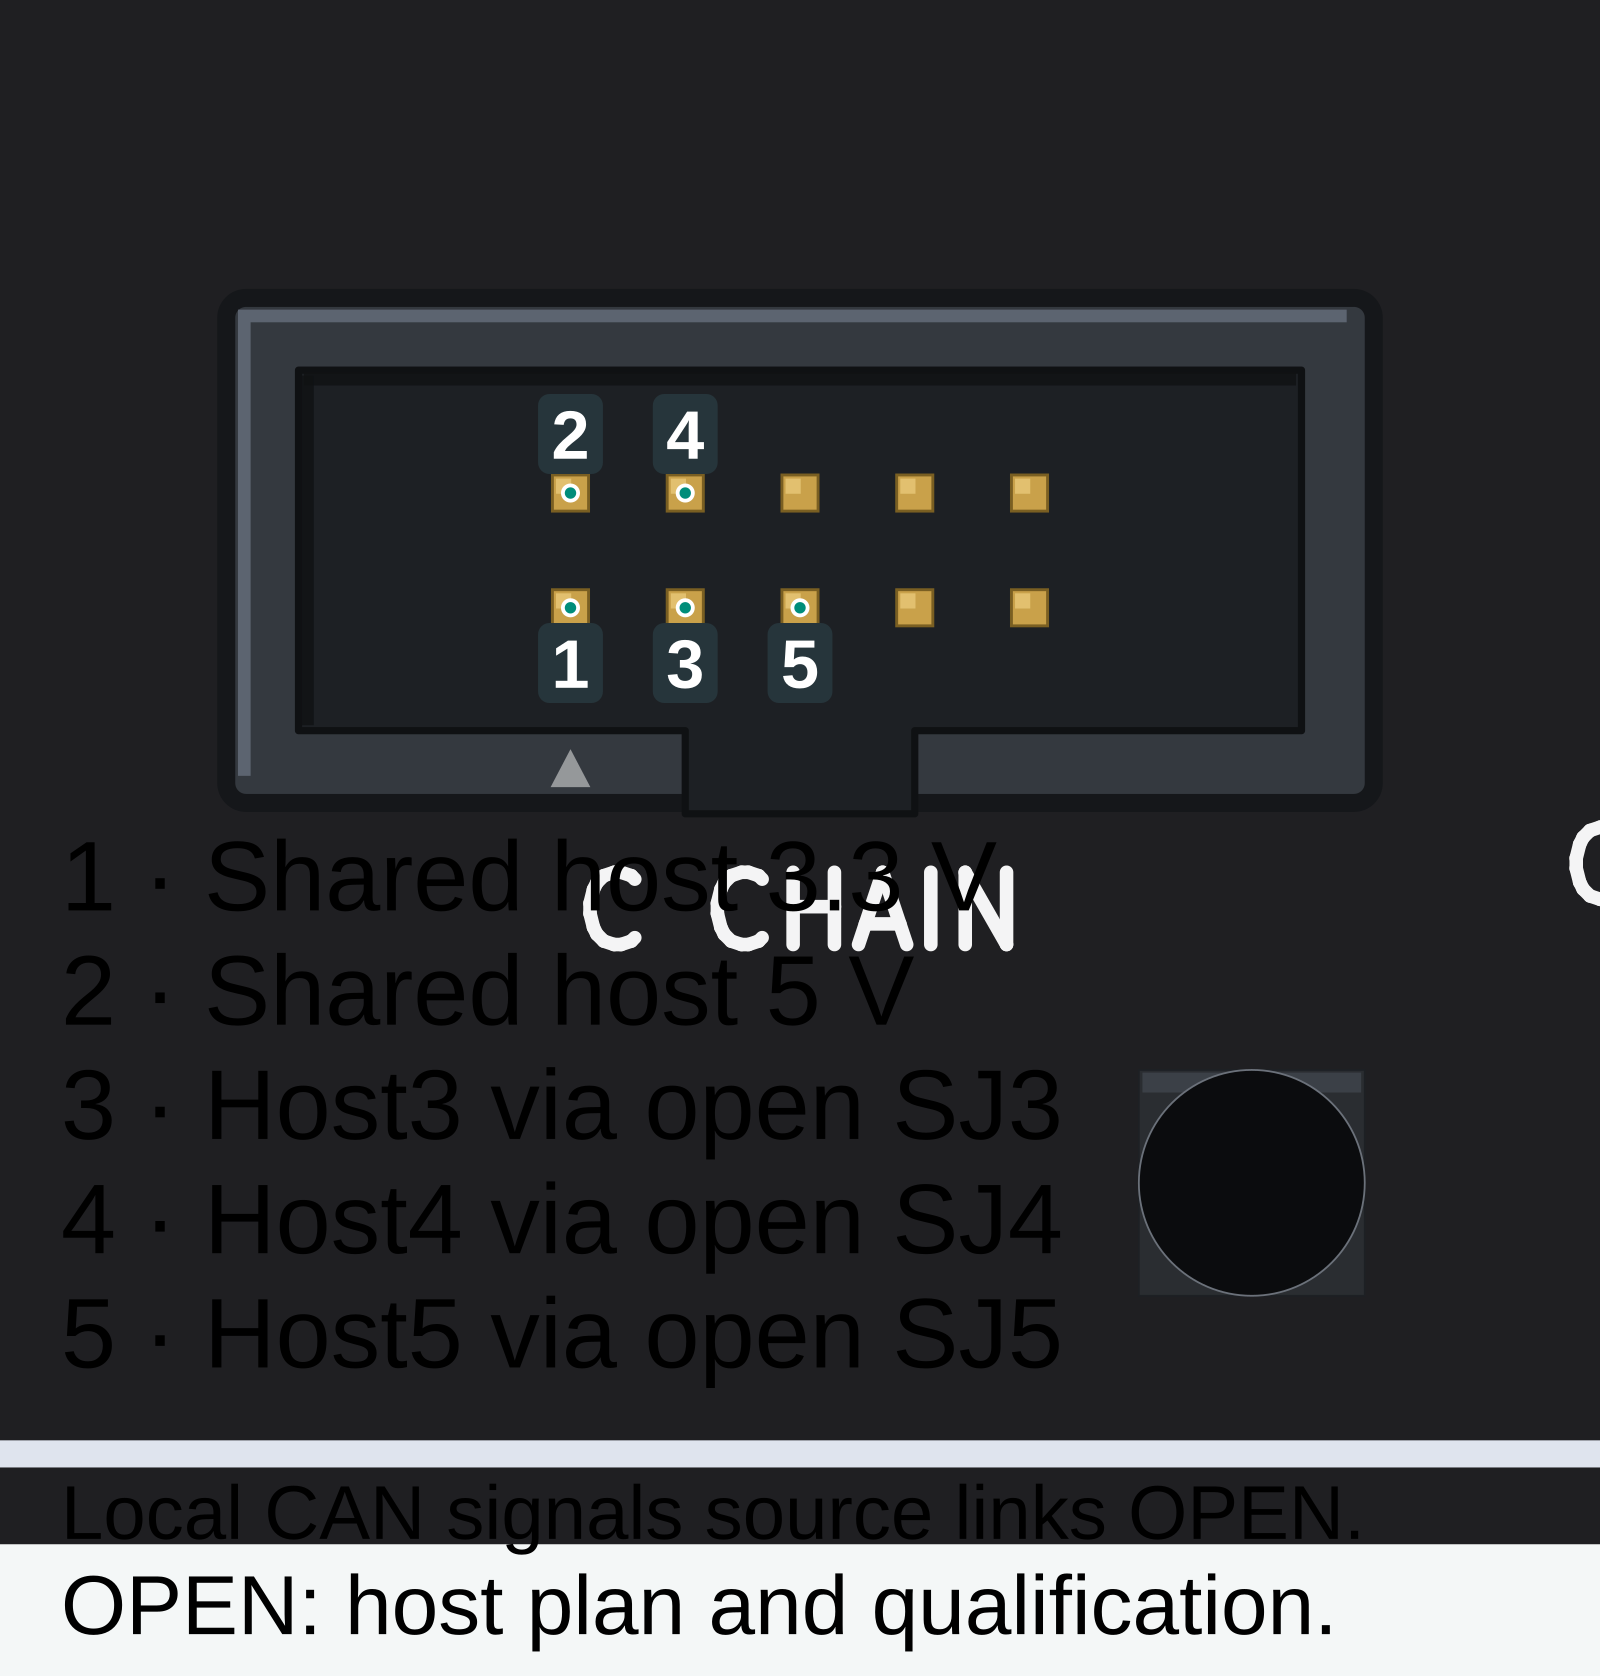 2 4
1 3 5
C CHAIN
1 · Shared host 3.3 V
2 · Shared host 5 V
3 · Host3 via open SJ3
4 · Host4 via open SJ4
5 · Host5 via open SJ5
Local CAN signals source links OPEN.
OPEN: host plan and qualification.